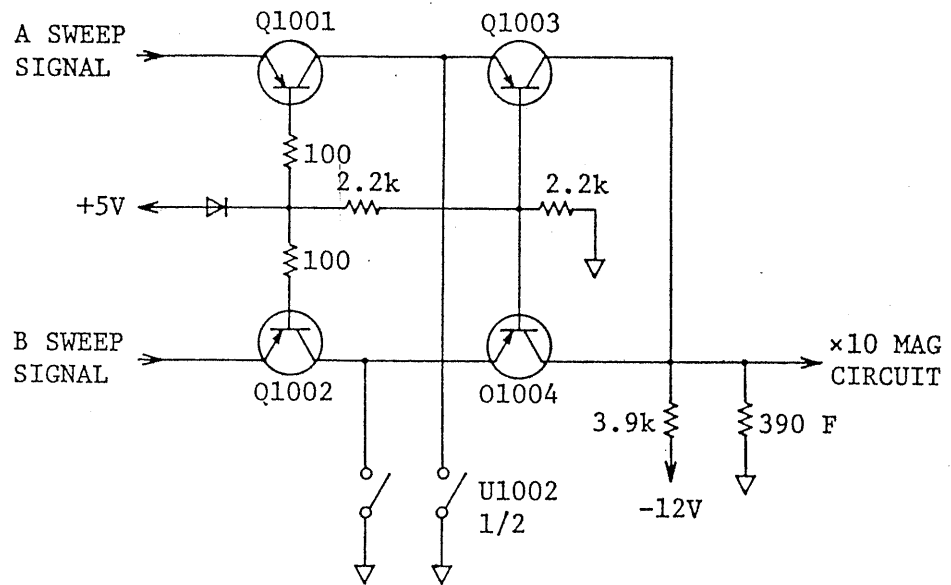 Q1001
Q1003
A SWEEP
SIGNAL
100
2.2k
2.2k
+5V
100
B SWEEP
SIGNAL
Q1002
O1004
×10 MAG
CIRCUIT
3.9k
390 F
U1002
1/2
-12V